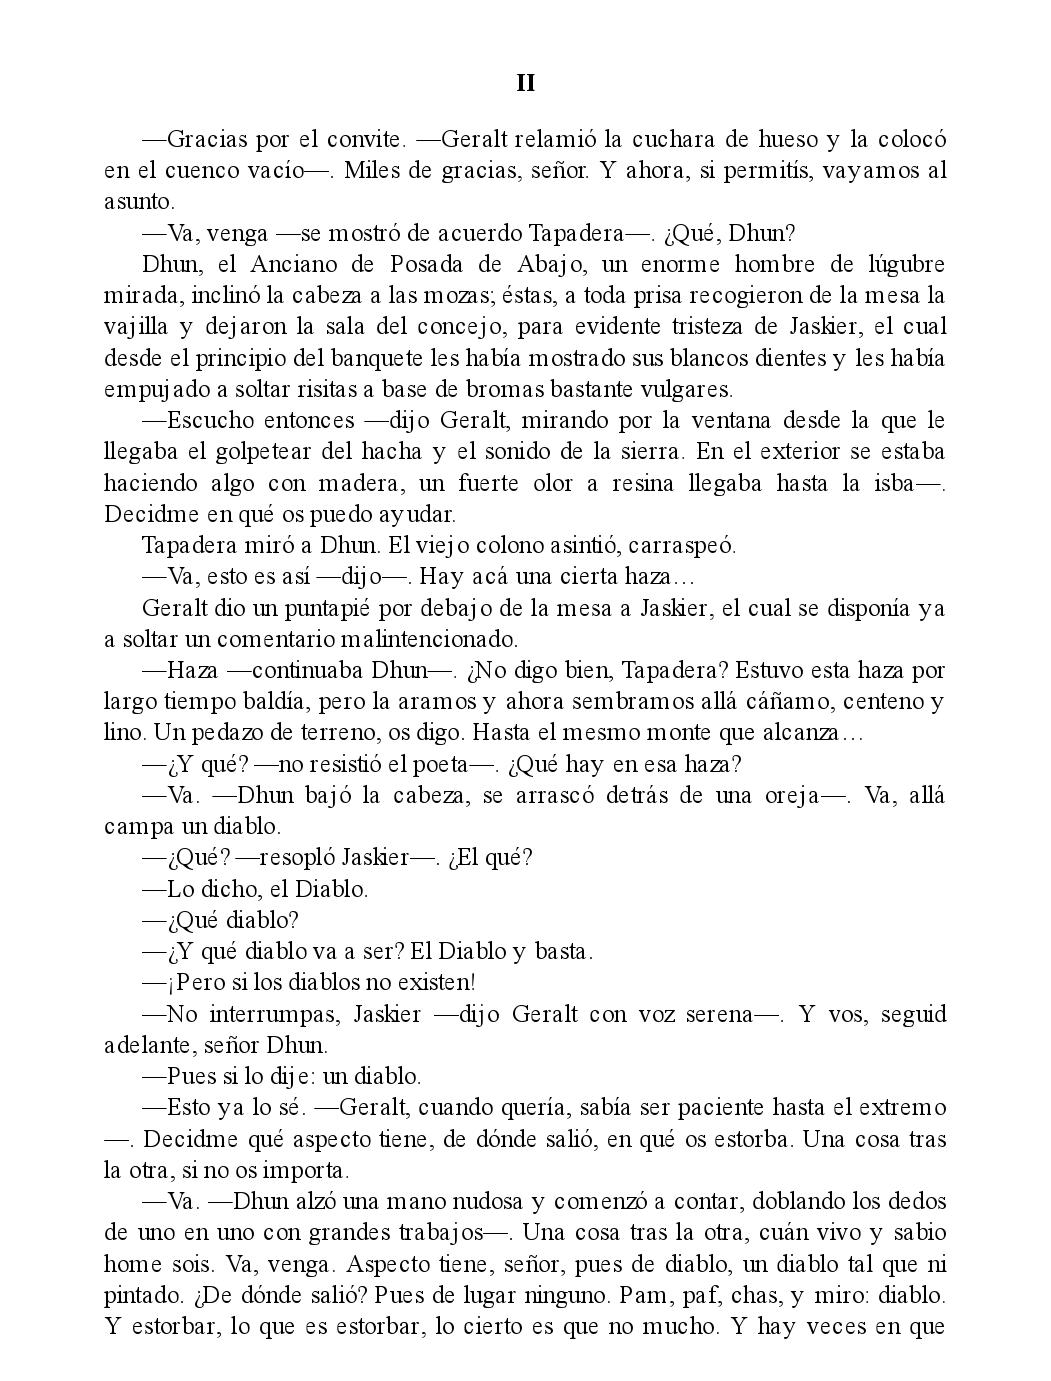 II
—Gracias por el convite. —Geralt relamió la cuchara de hueso y la colocó
en el cuenco vacío—. Miles de gracias, señor. Y ahora, si permitís, vayamos al
asunto.
—Va, venga —se mostró de acuerdo Tapadera—. ¿Qué, Dhun?
Dhun, el Anciano de Posada de Abajo, un enorme hombre de lúgubre
mirada, inclinó la cabeza a las mozas; éstas, a toda prisa recogieron de la mesa la
vajilla y dejaron la sala del concejo, para evidente tristeza de Jaskier, el cual
desde el principio del banquete les había mostrado sus blancos dientes y les había
empujado a soltar risitas a base de bromas bastante vulgares.
—Escucho entonces —dijo Geralt, mirando por la ventana desde la que le
llegaba el golpetear del hacha y el sonido de la sierra. En el exterior se estaba
haciendo algo con madera, un fuerte olor a resina llegaba hasta la isba—.
Decidme en qué os puedo ayudar.
Tapadera miró a Dhun. El viejo colono asintió, carraspeó.
—Va, esto es así —dijo—. Hay acá una cierta haza…
Geralt dio un puntapié por debajo de la mesa a Jaskier, el cual se disponía ya
a soltar un comentario malintencionado.
—Haza —continuaba Dhun—. ¿No digo bien, Tapadera? Estuvo esta haza por
largo tiempo baldía, pero la aramos y ahora sembramos allá cáñamo, centeno y
lino. Un pedazo de terreno, os digo. Hasta el mesmo monte que alcanza…
—¿Y qué? —no resistió el poeta—. ¿Qué hay en esa haza?
—Va. —Dhun bajó la cabeza, se arrascó detrás de una oreja—. Va, allá
campa un diablo.
—¿Qué? —resopló Jaskier—. ¿El qué?
—Lo dicho, el Diablo.
—¿Qué diablo?
—¿Y qué diablo va a ser? El Diablo y basta.
—¡Pero si los diablos no existen!
—No interrumpas, Jaskier —dijo Geralt con voz serena—. Y vos, seguid
adelante, señor Dhun.
—Pues si lo dije: un diablo.
—Esto ya lo sé. —Geralt, cuando quería, sabía ser paciente hasta el extremo
—. Decidme qué aspecto tiene, de dónde salió, en qué os estorba. Una cosa tras
la otra, si no os importa.
—Va. —Dhun alzó una mano nudosa y comenzó a contar, doblando los dedos
de uno en uno con grandes trabajos—. Una cosa tras la otra, cuán vivo y sabio
home sois. Va, venga. Aspecto tiene, señor, pues de diablo, un diablo tal que ni
pintado. ¿De dónde salió? Pues de lugar ninguno. Pam, paf, chas, y miro: diablo.
Y estorbar, lo que es estorbar, lo cierto es que no mucho. Y hay veces en que